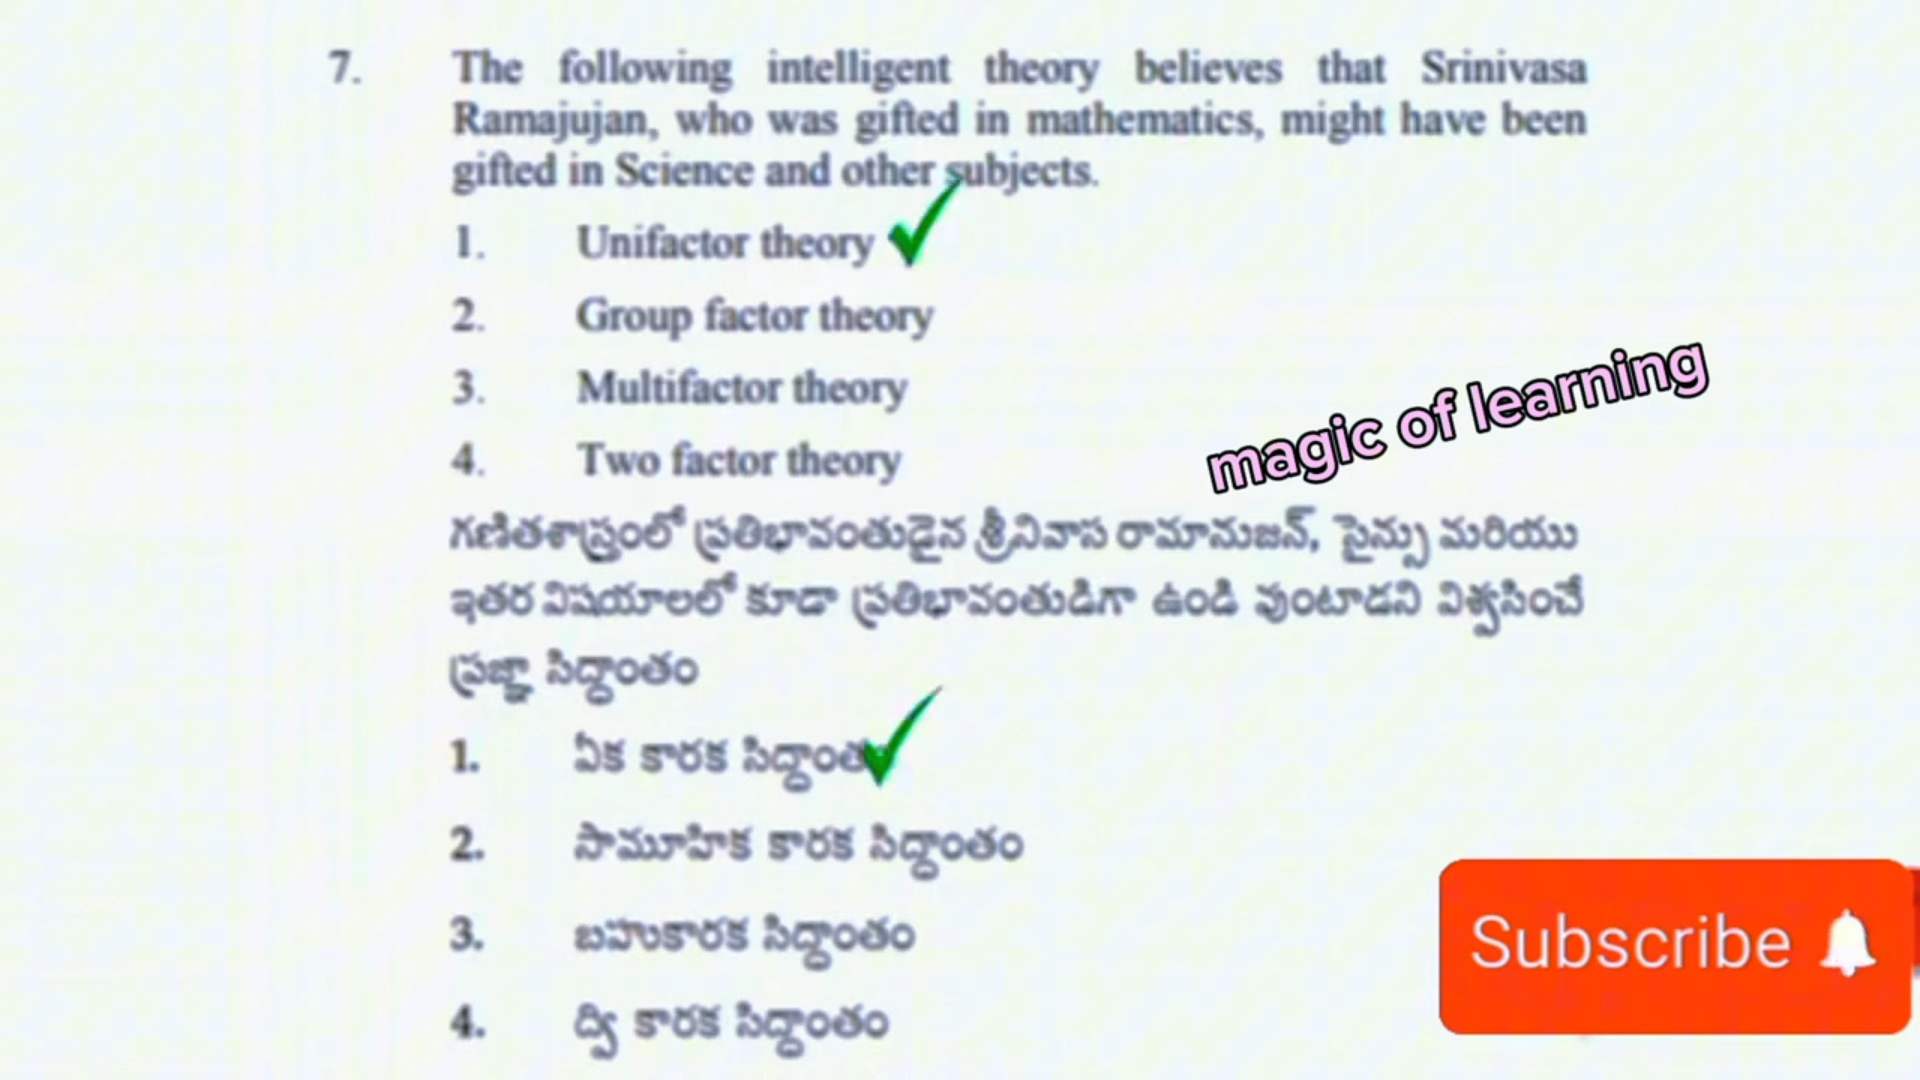 7. The following intelligent theory believes that Srinivasa
Ramajujan, who was gifted in mathematics, might have been
gifted in Science and other subjects.
1. Unifactor theory
2. Group factor theory
3. Multifactor theory
4. Two factor theory
magic of learning
గణితశాస్త్రంలో ప్రతిభావంతుడైన శ్రీనివాస రామానుజన్, సైన్సు మరియు
ఇతర విషయాలలో కూడా ప్రతిభావంతుడిగా ఉండి వుంటాడని విశ్వసించే
ప్రజ్ఞా సిద్ధాంతం
1. ఏక కారక సిద్ధాంత
2. సామూహిక కారక సిద్ధాంతం
3. బహుకారక సిద్ధాంతం
4. ద్వి కారక సిద్ధాంతం
Subscribe